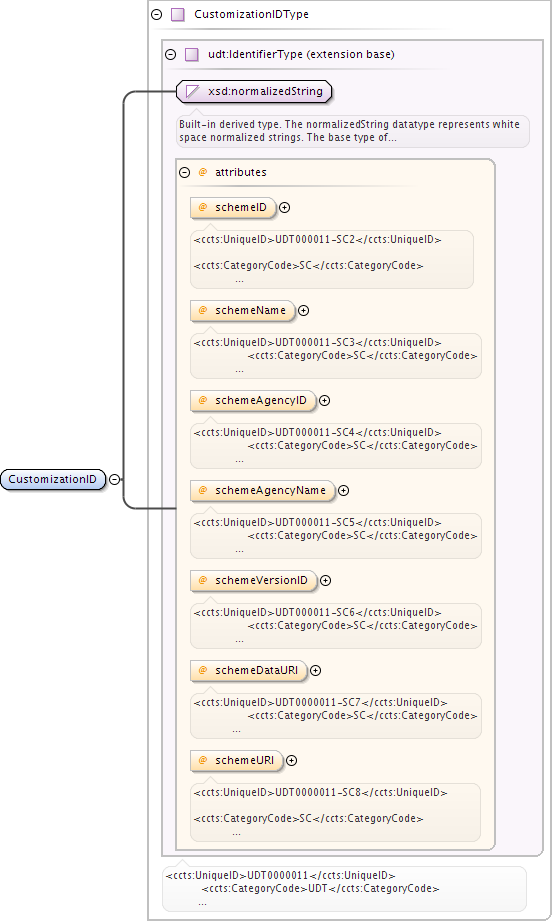 CustomizationIDType
udt:IdentifierType (extension base)
xsd:normalizedString
Built-in derived type. The normalizedString datatype represents white
space normalized strings. The base type of...
@ attributes
@ schemeID
<ccts:UniqueID>UDT000011-SC2</ccts:UniqueID>
<ccts:CategoryCode>SC</ccts:CategoryCode>
...
@ schemeName
<ccts:UniqueID>UDT000011-SC3</ccts:UniqueID>
<ccts:CategoryCode>SC</ccts:CategoryCode>
...
@ schemeAgencyID
<ccts:UniqueID>UDT000011-SC4</ccts:UniqueID>
<ccts:CategoryCode>SC</ccts:CategoryCode>
...
CustomizationID
@ schemeAgencyName
<ccts:UniqueID>UDT000011-SC5</ccts:UniqueID>
<ccts:CategoryCode>SC</ccts:CategoryCode>
...
@ schemeVersionID
<ccts:UniqueID>UDT000011-SC6</ccts:UniqueID>
<ccts:CategoryCode>SC</ccts:CategoryCode>
...
@ schemeDataURI
<ccts:UniqueID>UDT0000011-SC7</ccts:UniqueID>
<ccts:CategoryCode>SC</ccts:CategoryCode>
...
@ schemeURI
<ccts:UniqueID>UDT0000011-SC8</ccts:UniqueID>
<ccts:CategoryCode>SC</ccts:CategoryCode>
...
<ccts:UniqueID>UDT0000011</ccts:UniqueID>
<ccts:CategoryCode>UDT</ccts:CategoryCode>
...